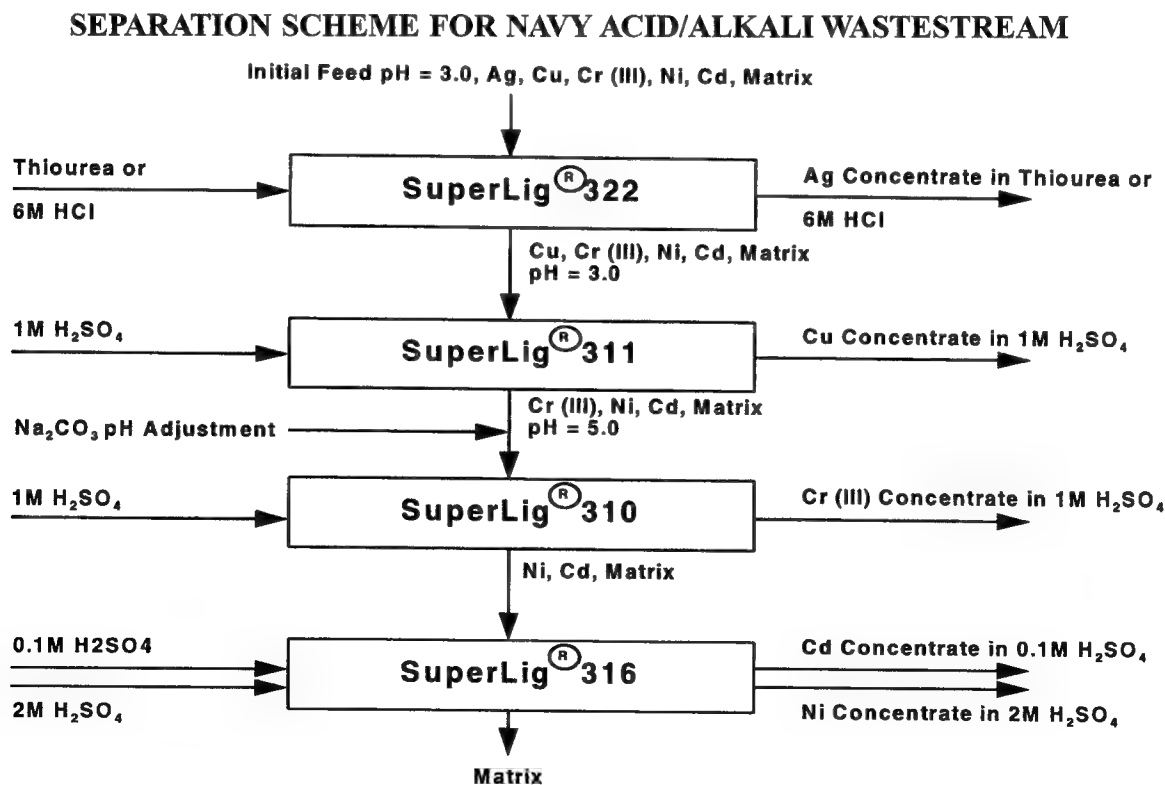 SEPARATION SCHEME FOR NAVY ACID/ALKALI WASTESTREAM
Initial Feed pH = 3.0, Ag, Cu, Cr (III), Ni, Cd, Matrix
Thiourea or
6M HCl
SuperLig®322
Ag Concentrate in Thiourea or
6M HCl
Cu, Cr (III), Ni, Cd, Matrix
pH = 3.0
1M H₂SO₄
SuperLig®311
Cu Concentrate in 1M H₂SO₄
Cr (III), Ni, Cd, Matrix
pH = 5.0
Na₂CO₃ pH Adjustment
1M H₂SO₄
SuperLig®310
Cr (III) Concentrate in 1M H₂SO₄
Ni, Cd, Matrix
0.1M H2SO4
2M H₂SO₄
SuperLig®316
Cd Concentrate in 0.1M H₂SO₄
Ni Concentrate in 2M H₂SO₄
Matrix